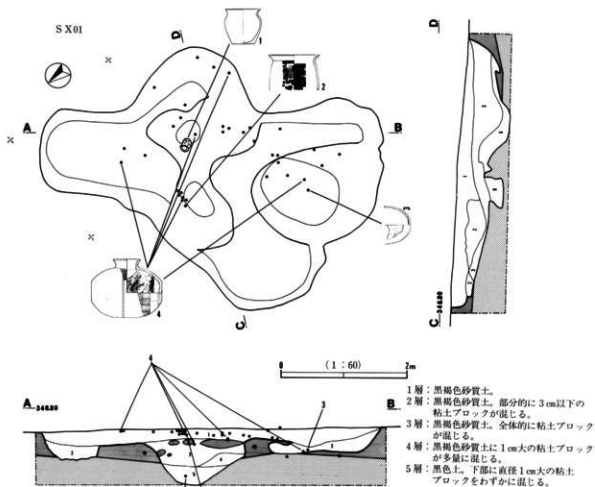 SX01
D
D
1
2
A
B
3
4
C
C 346.80
(1:60)
0
2m
4
3
A
346.80
B
1層:黒褐色砂質土。
2層:黒褐色砂質土。部分的に3cm以下の
粘土ブロックが混じる。
3層:黒褐色砂質土。全体的に粘土ブロック
が混じる。
4層:黒褐色砂質土に1cm大の粘土ブロック
が多量に混じる。
5層:黒色土。下部に直径1cm大の粘土
ブロックをわずかに混じる。